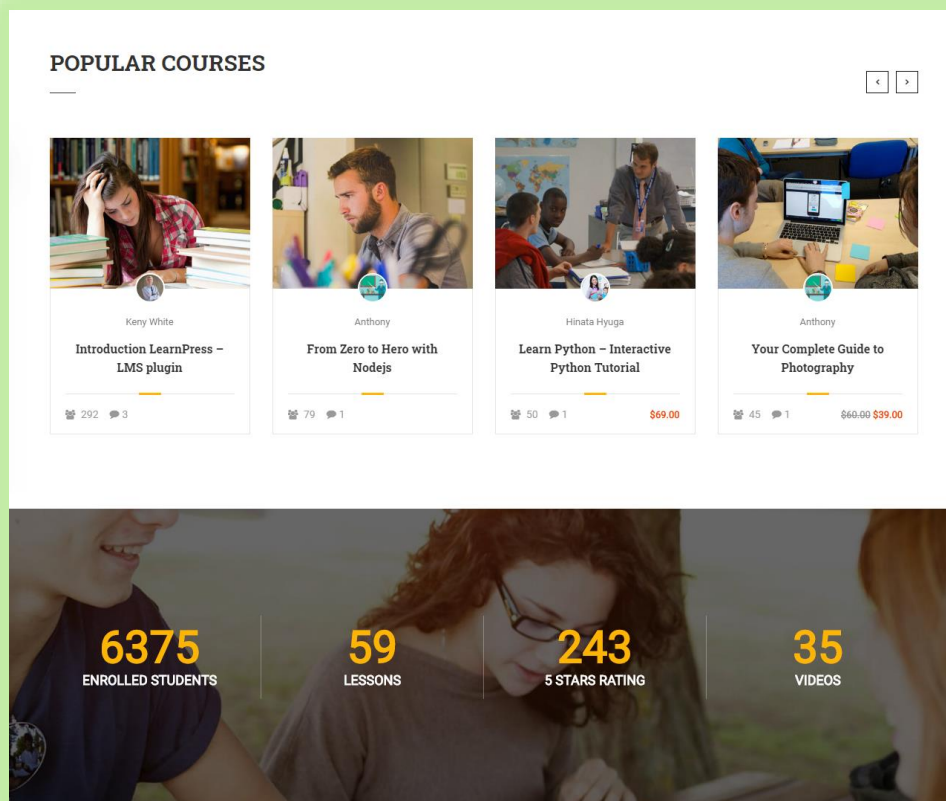 POPULAR COURSES
Keny White
Introduction LearnPress –
LMS plugin
292 3
Anthony
From Zero to Hero with
Nodejs
79 1
Hinata Hyuga
Learn Python – Interactive
Python Tutorial
50 1 $69.00
Anthony
Your Complete Guide to
Photography
45 1 $60.00 $39.00
6375
ENROLLED STUDENTS
59
LESSONS
243
5 STARS RATING
35
VIDEOS